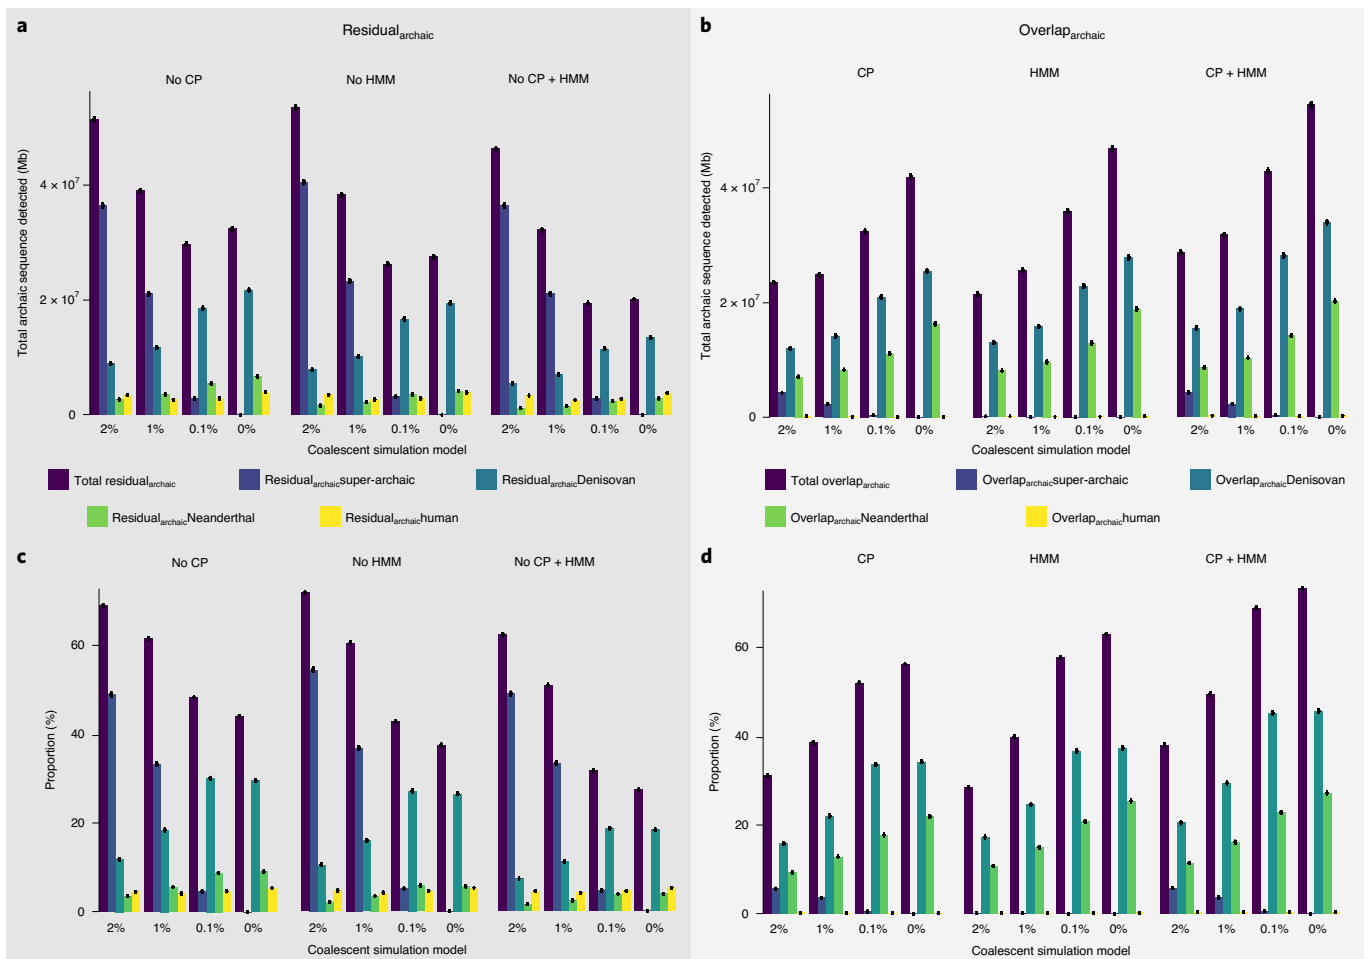 a
Residualarchaic
No CP
No HMM
No CP + HMM
Total archaic sequence detected (Mb)
4 × 10⁷
2 × 10⁷
0
2% 1% 0.1% 0%
2% 1% 0.1% 0%
2% 1% 0.1% 0%
Coalescent simulation model
Total residualarchaic
Residualarchaicsuper-archaic
ResidualarchaicDenisovan
ResidualarchaicNeanderthal
Residualarchaichuman
b
Overlaparchaic
CP
HMM
CP + HMM
Total archaic sequence detected (Mb)
4 × 10⁷
2 × 10⁷
0
2% 1% 0.1% 0%
2% 1% 0.1% 0%
2% 1% 0.1% 0%
Coalescent simulation model
Total overlaparchaic
Overlaparchaicsuper-archaic
OverlaparchaicDenisovan
OverlaparchaicNeanderthal
Overlaparchaichuman
c
No CP
No HMM
No CP + HMM
Proportion (%)
60
40
20
0
2% 1% 0.1% 0%
2% 1% 0.1% 0%
2% 1% 0.1% 0%
Coalescent simulation model
d
CP
HMM
CP + HMM
Proportion (%)
60
40
20
0
2% 1% 0.1% 0%
2% 1% 0.1% 0%
2% 1% 0.1% 0%
Coalescent simulation model